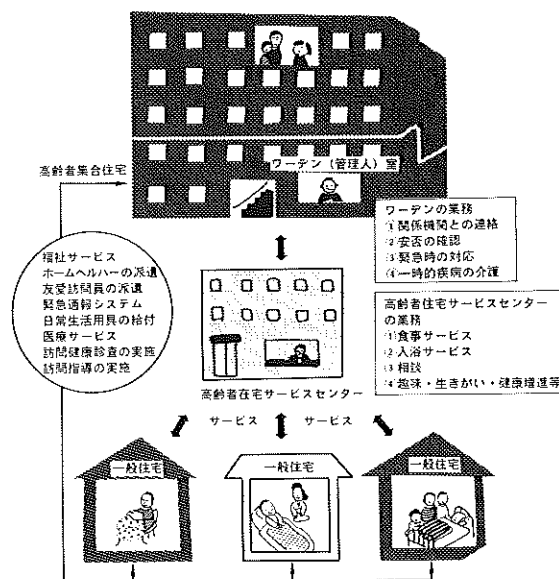 ワーデン（管理人）室
高齢者集合住宅
ワーデンの業務
①関係機関との連絡
②安否の確認
③緊急時の対応
④一時的疾病の介護
福祉サービス
ホームヘルパーの派遣
友愛訪問員の派遣
緊急通報システム
日常生活用具の給付
医療サービス
訪問健康診査の実施
訪問指導の実施
高齢者住宅サービスセンター
の業務
①食事サービス
②入浴サービス
③相談
④趣味・生きがい・健康増進等
高齢者在宅サービスセンター
サービス サービス
一般住宅
一般住宅
一般住宅